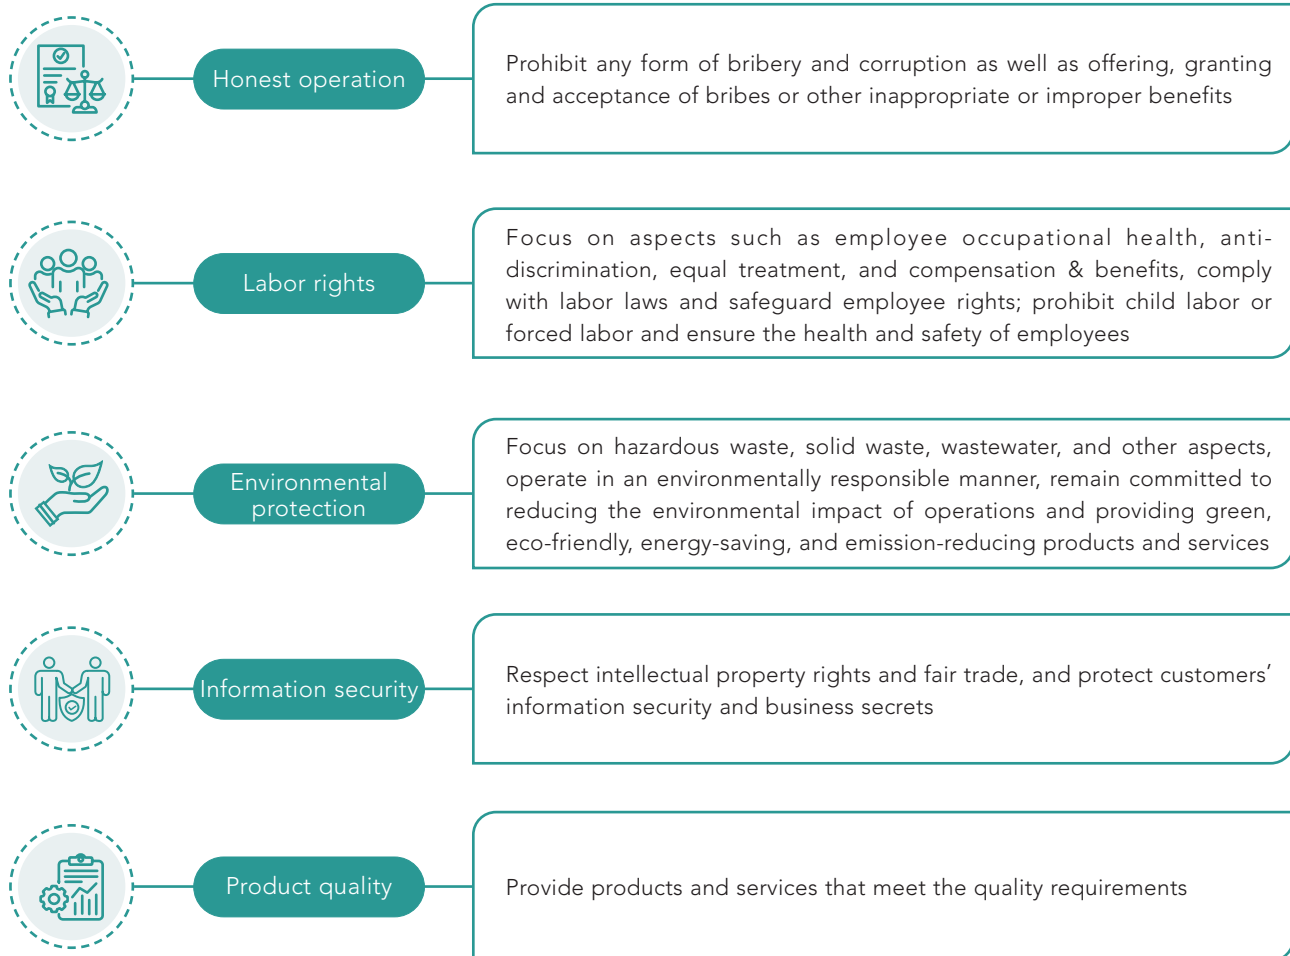 Honest operation
Prohibit any form of bribery and corruption as well as offering, granting
and acceptance of bribes or other inappropriate or improper benefits
Labor rights
Focus on aspects such as employee occupational health, anti-
discrimination, equal treatment, and compensation & benefits, comply
with labor laws and safeguard employee rights; prohibit child labor or
forced labor and ensure the health and safety of employees
Environmental
protection
Focus on hazardous waste, solid waste, wastewater, and other aspects,
operate in an environmentally responsible manner, remain committed to
reducing the environmental impact of operations and providing green,
eco-friendly, energy-saving, and emission-reducing products and services
Information security
Respect intellectual property rights and fair trade, and protect customers’
information security and business secrets
Product quality
Provide products and services that meet the quality requirements